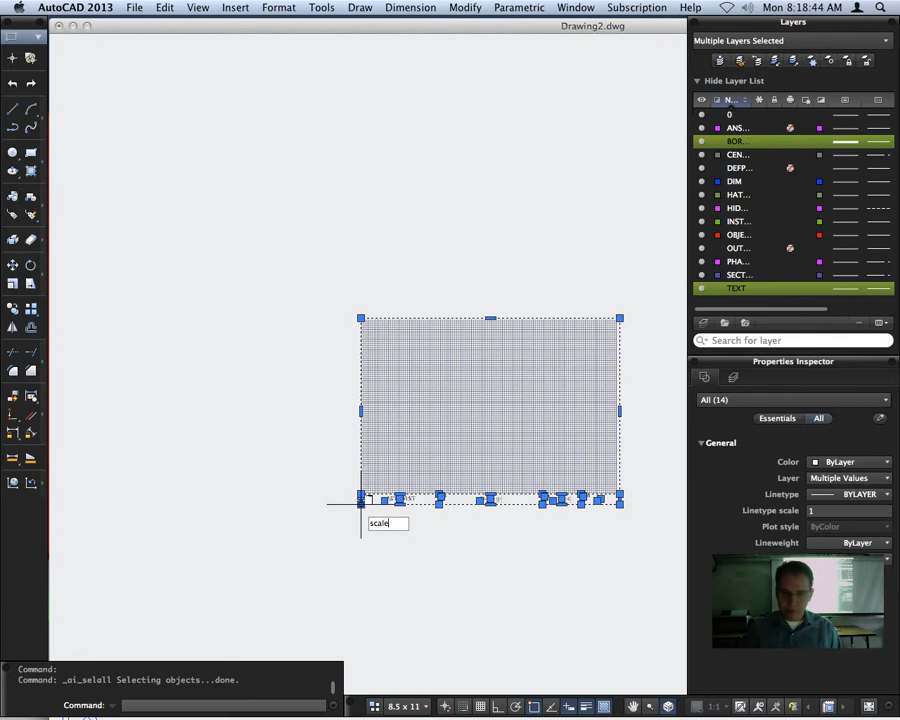 AutoCAD 2013 File Edit View Insert Format Tools Draw Dimension Modify Parametric Window Subscription Help Mon 8:18:44 AM
Drawing2.dwg
Layers
Multiple Layers Selected
Hide Layer List
N...
0
ANS...
BOR...
CEN...
DEFP...
DIM
HAT...
HID...
INST...
OBJE...
OUT...
PHA...
SECT...
TEXT
Search for layer
Properties Inspector
All (14)
Essentials All
General
Color ByLayer
Layer Multiple Values
Linetype BYLAYER
Linetype scale 1
Plot style ByColor
Lineweight ByLayer
scale
Command:
Command: _ai_selall Selecting objects...done.
Command:
8.5 x 11
1:1